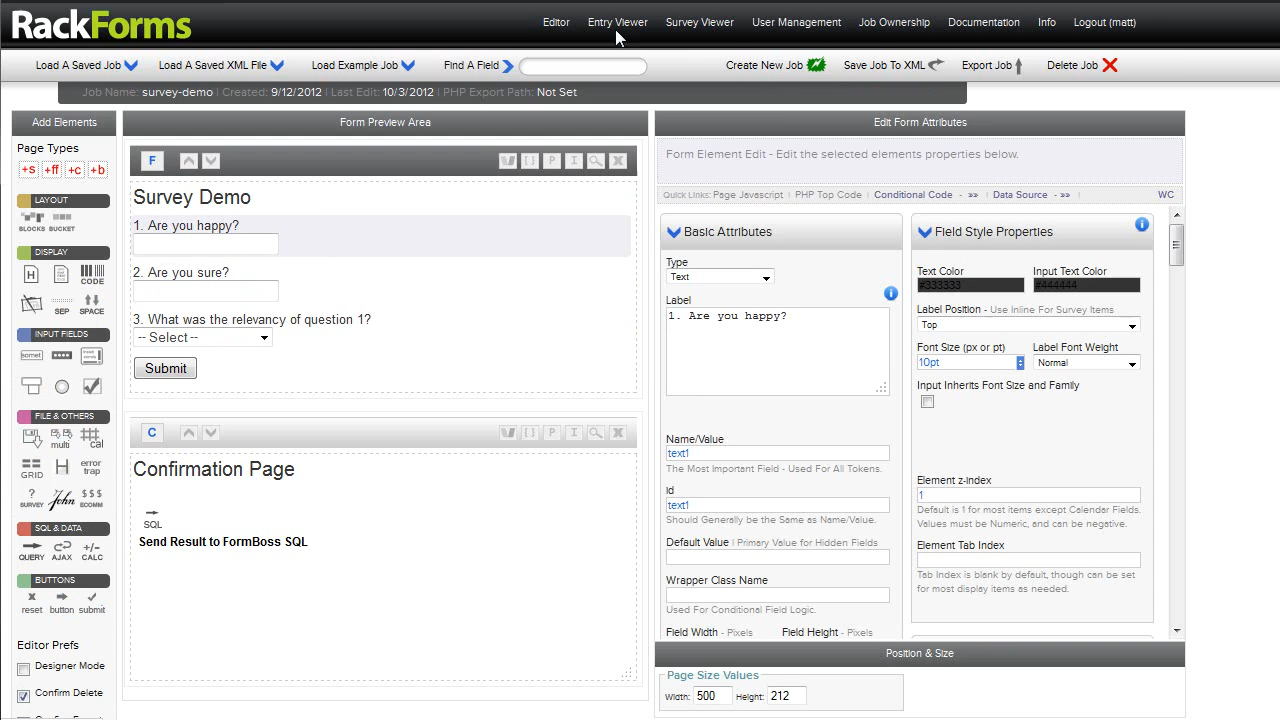 RackForms
Editor Entry Viewer Survey Viewer User Management Job Ownership Documentation Info Logout (matt)
Load A Saved Job Load A Saved XML File Load Example Job Find A Field Create New Job Save Job To XML Export Job Delete Job
Job Name: survey-demo | Created: 9/12/2012 | Last Edit: 10/3/2012 | PHP Export Path: Not Set
Add Elements
Page Types
+s +ff +c +b
LAYOUT
BLOCKS BUCKET
DISPLAY
H CODE
SEP SPACE
INPUT FIELDS
FILE & OTHERS
multi cal
GRID H error trap
? SURVEY John $$$ ECOMM
SQL & DATA
QUERY AJAX +/- CALC
BUTTONS
reset button submit
Editor Prefs
Designer Mode
Confirm Delete
Form Preview Area
F [ ] P I
Survey Demo
1. Are you happy?
2. Are you sure?
3. What was the relevancy of question 1?
-- Select --
Submit
C [ ] P I
Confirmation Page
SQL
Send Result to FormBoss SQL
Edit Form Attributes
Form Element Edit - Edit the selected elements properties below.
Quick Links: Page Javascript | PHP Top Code | Conditional Code - »» | Data Source - »» | WC
Basic Attributes
Type
Text
Label
1. Are you happy?
Name/Value
text1
The Most Important Field - Used For All Tokens.
Id
text1
Should Generally be the Same as Name/Value.
Default Value | Primary Value for Hidden Fields
Wrapper Class Name
Used For Conditional Field Logic.
Field Width - Pixels Field Height - Pixels
Field Style Properties
Text Color Input Text Color
#333333 #444444
Label Position - Use Inline For Survey Items
Top
Font Size (px or pt) Label Font Weight
10pt Normal
Input Inherits Font Size and Family
Element z-Index
1
Default is 1 for most items except Calendar Fields.
Values must be Numeric, and can be negative.
Element Tab Index
Tab Index is blank by default, though can be set
for most display items as needed.
Position & Size
Page Size Values
Width: 500 Height: 212